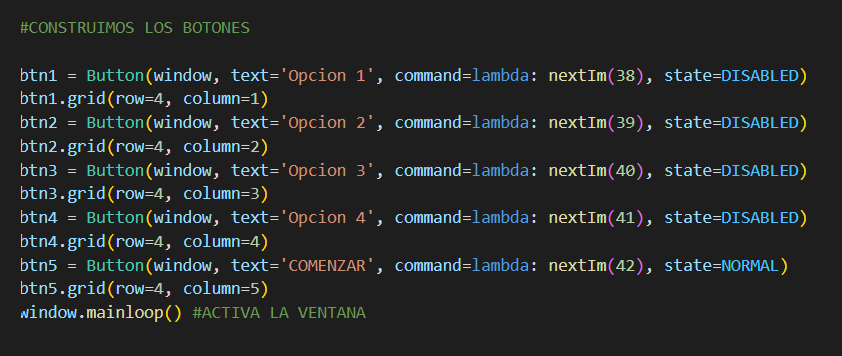 #CONSTRUIMOS LOS BOTONES
btn1 = Button(window, text='Opcion 1', command=lambda: nextIm(38), state=DISABLED)
btn1.grid(row=4, column=1)
btn2 = Button(window, text='Opcion 2', command=lambda: nextIm(39), state=DISABLED)
btn2.grid(row=4, column=2)
btn3 = Button(window, text='Opcion 3', command=lambda: nextIm(40), state=DISABLED)
btn3.grid(row=4, column=3)
btn4 = Button(window, text='Opcion 4', command=lambda: nextIm(41), state=DISABLED)
btn4.grid(row=4, column=4)
btn5 = Button(window, text='COMENZAR', command=lambda: nextIm(42), state=NORMAL)
btn5.grid(row=4, column=5)
window.mainloop() #ACTIVA LA VENTANA